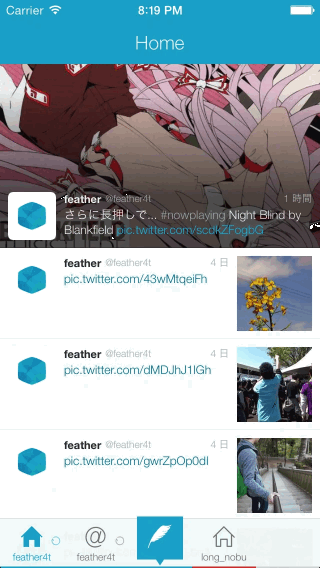 Carrier 8:19 PM
Home
feather @feather4t 1 時間
さらに長押しで... #nowplaying Night Blind by
Blankfield pic.twitter.com/scdkZFogbG
feather @feather4t 4 日
pic.twitter.com/43wMtqeiFh
feather @feather4t 4 日
pic.twitter.com/dMDJhJ1lGh
feather @feather4t 4 日
pic.twitter.com/gwrZpOp0dI
feather4t feather4t long_nobu